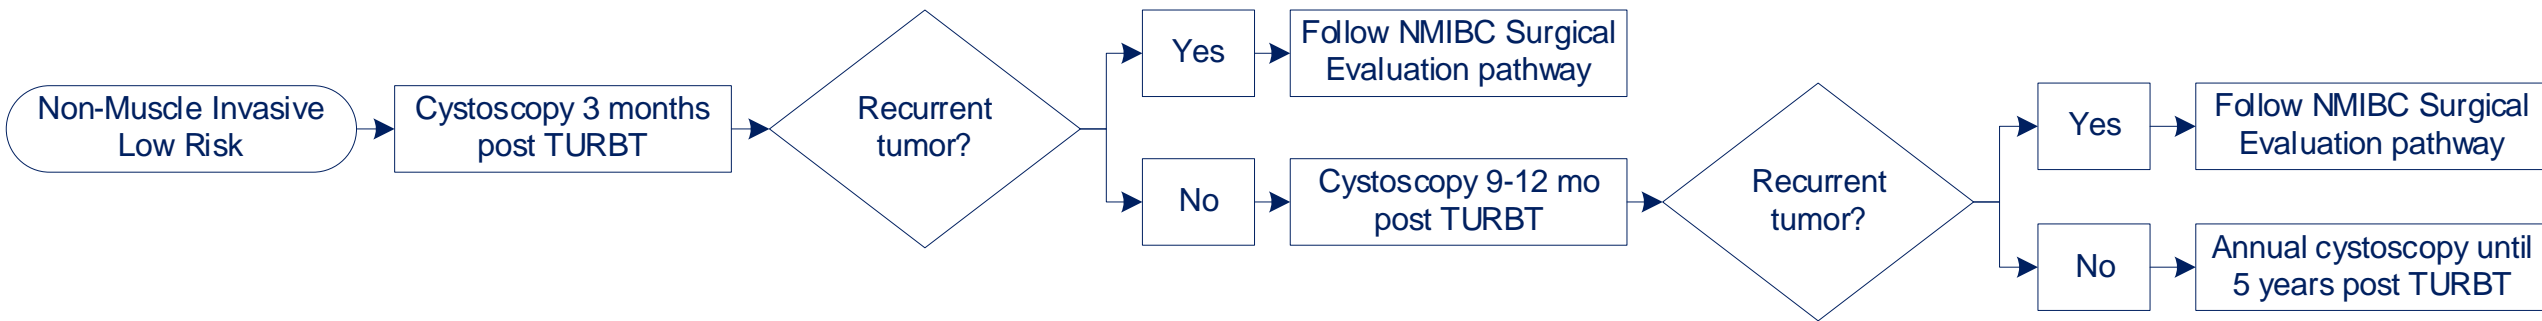 Non-Muscle Invasive
Low Risk
Cystoscopy 3 months
post TURBT
Recurrent
tumor?
Yes
Follow NMIBC Surgical
Evaluation pathway
No
Cystoscopy 9-12 mo
post TURBT
Recurrent
tumor?
Yes
Follow NMIBC Surgical
Evaluation pathway
No
Annual cystoscopy until
5 years post TURBT